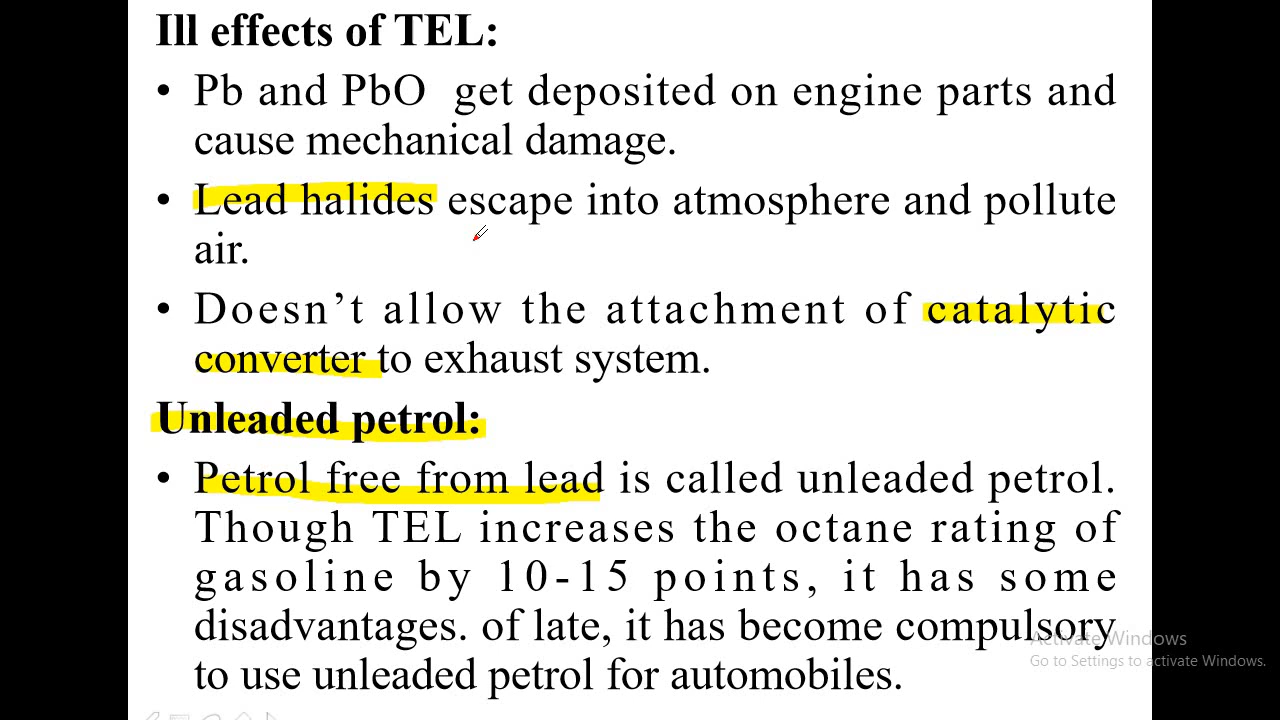 Ill effects of TEL:
• Pb and PbO get deposited on engine parts and
cause mechanical damage.
• Lead halides escape into atmosphere and pollute
air.
• Doesn’t allow the attachment of catalytic
converter to exhaust system.
Unleaded petrol:
• Petrol free from lead is called unleaded petrol.
Though TEL increases the octane rating of
gasoline by 10-15 points, it has some
disadvantages. of late, it has become compulsory
to use unleaded petrol for automobiles.
Activate Windows
Go to Settings to activate Windows.